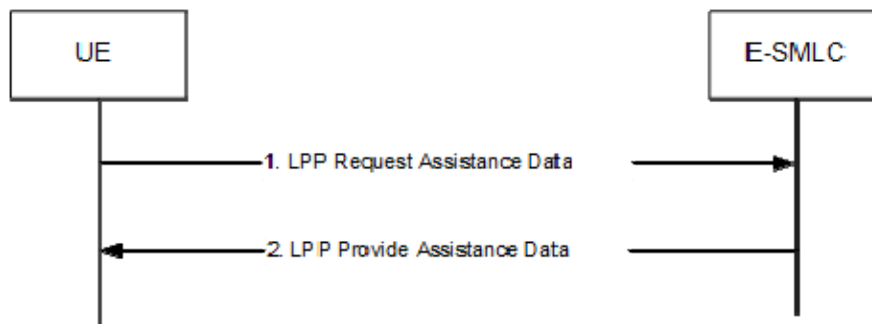 UE
E-SMLC
1. LPP Request Assistance Data
2. LPP Provide Assistance Data